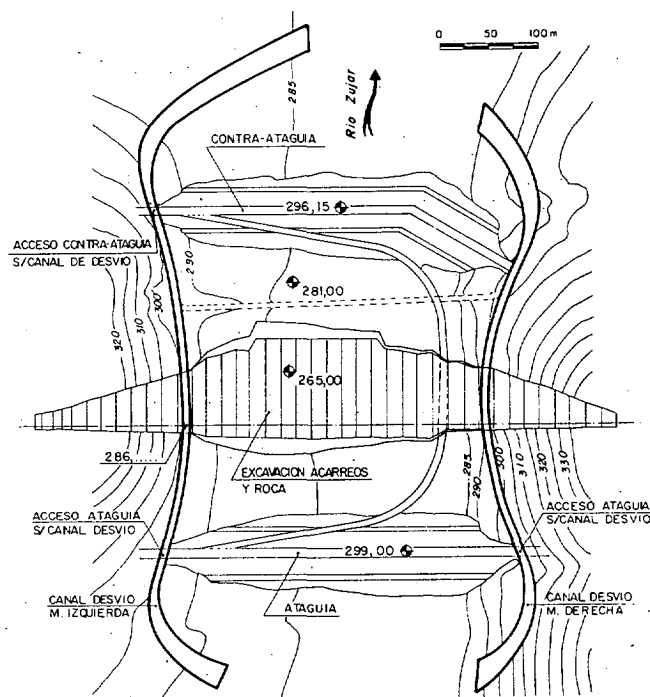 0 50 100 m
285
Rio Zujar
CONTRA-ATAGUIA
296,15
ACCESO CONTRA-ATAGUIA
S/CANAL DE DESVIO
290
281,00
300
310
320
265,00
286
EXCAVACION ACARREOS
Y ROCA
285
290
300
310
320
330
ACCESO ATAGUIA
S/CANAL DESVIO
ACCESO ATAGUIA
S/CANAL DESVIO
299,00
CANAL DESVIO
M. IZQUIERDA
ATAGUIA
CANAL DESVIO
M. DERECHA